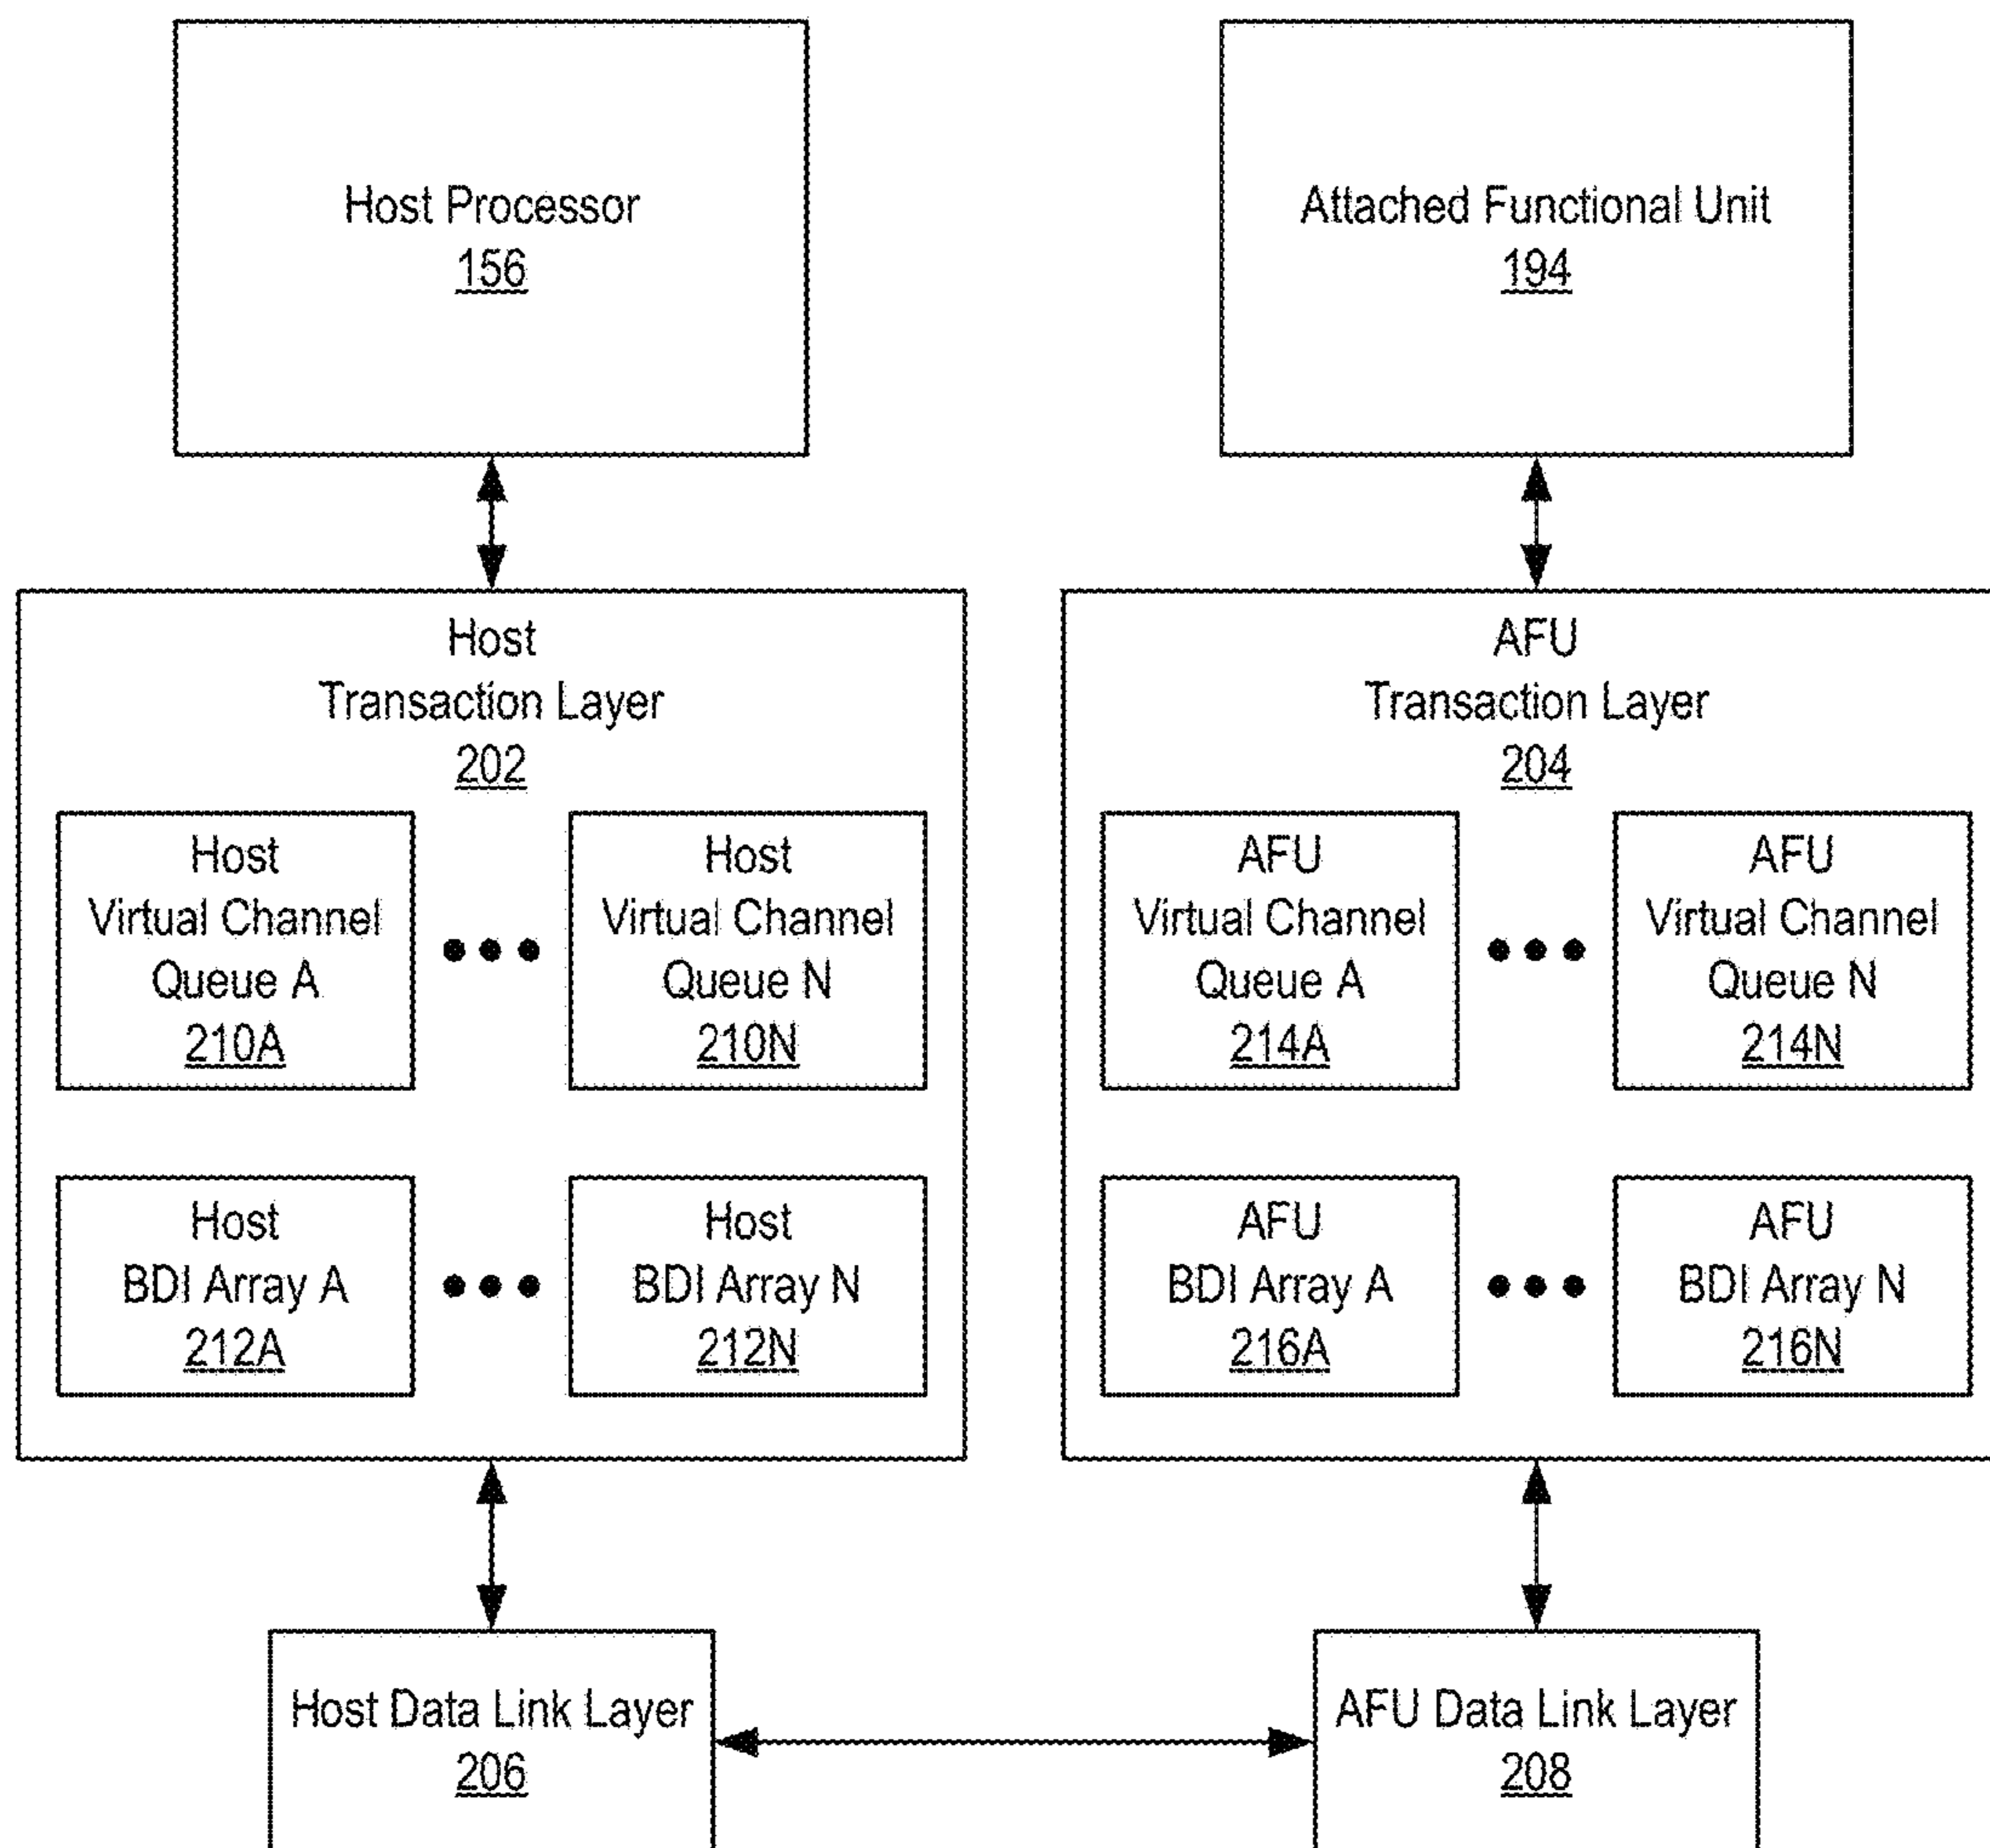 Host Processor
156
Attached Functional Unit
194
Host
Transaction Layer
202
Host
Virtual Channel
Queue A
210A
Host
Virtual Channel
Queue N
210N
Host
BDI Array A
212A
Host
BDI Array N
212N
AFU
Transaction Layer
204
AFU
Virtual Channel
Queue A
214A
AFU
Virtual Channel
Queue N
214N
AFU
BDI Array A
216A
AFU
BDI Array N
216N
Host Data Link Layer
206
AFU Data Link Layer
208